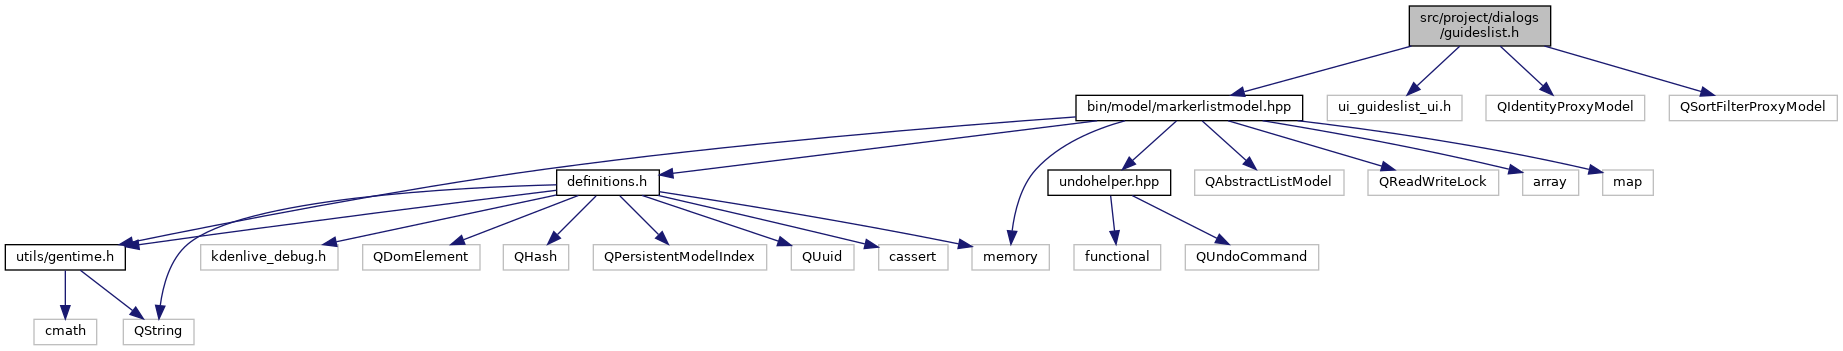 src/project/dialogs
/guideslist.h
bin/model/markerlistmodel.hpp
ui_guideslist_ui.h
QIdentityProxyModel
QSortFilterProxyModel
definitions.h
undohelper.hpp
QAbstractListModel
QReadWriteLock
array
map
utils/gentime.h
kdenlive_debug.h
QDomElement
QHash
QPersistentModelIndex
QUuid
cassert
memory
functional
QUndoCommand
cmath
QString